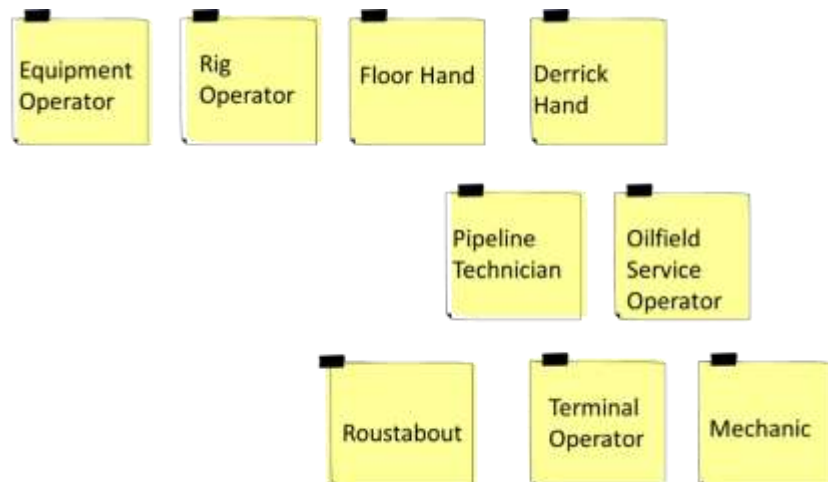 Equipment
Operator
Rig
Operator
Floor Hand
Derrick
Hand
Pipeline
Technician
Oilfield
Service
Operator
Roustabout
Terminal
Operator
Mechanic